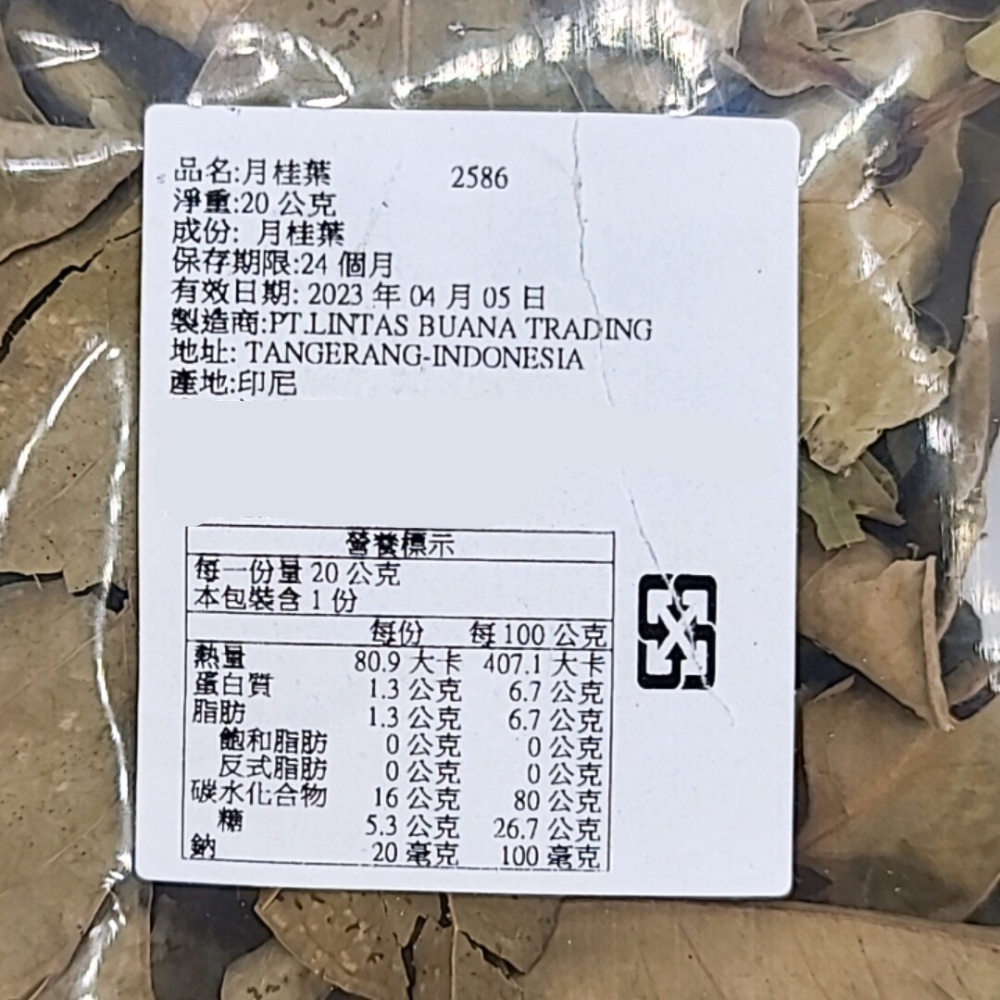 品名:月桂葉 2586
淨重:20 公克
成份: 月桂葉
保存期限:24 個月
有效日期: 2023 年 04 月 05 日
製造商:PT.LINTAS BUANA TRADING
地址: TANGERANG-INDONESIA
產地:印尼
營養標示
每一份量 20 公克
本包裝含 1 份
每份 每 100 公克
熱量 80.9 大卡 407.1 大卡
蛋白質 1.3 公克 6.7 公克
脂肪 1.3 公克 6.7 公克
飽和脂肪 0 公克 0 公克
反式脂肪 0 公克 0 公克
碳水化合物 16 公克 80 公克
糖 5.3 公克 26.7 公克
鈉 20 毫克 100 毫克